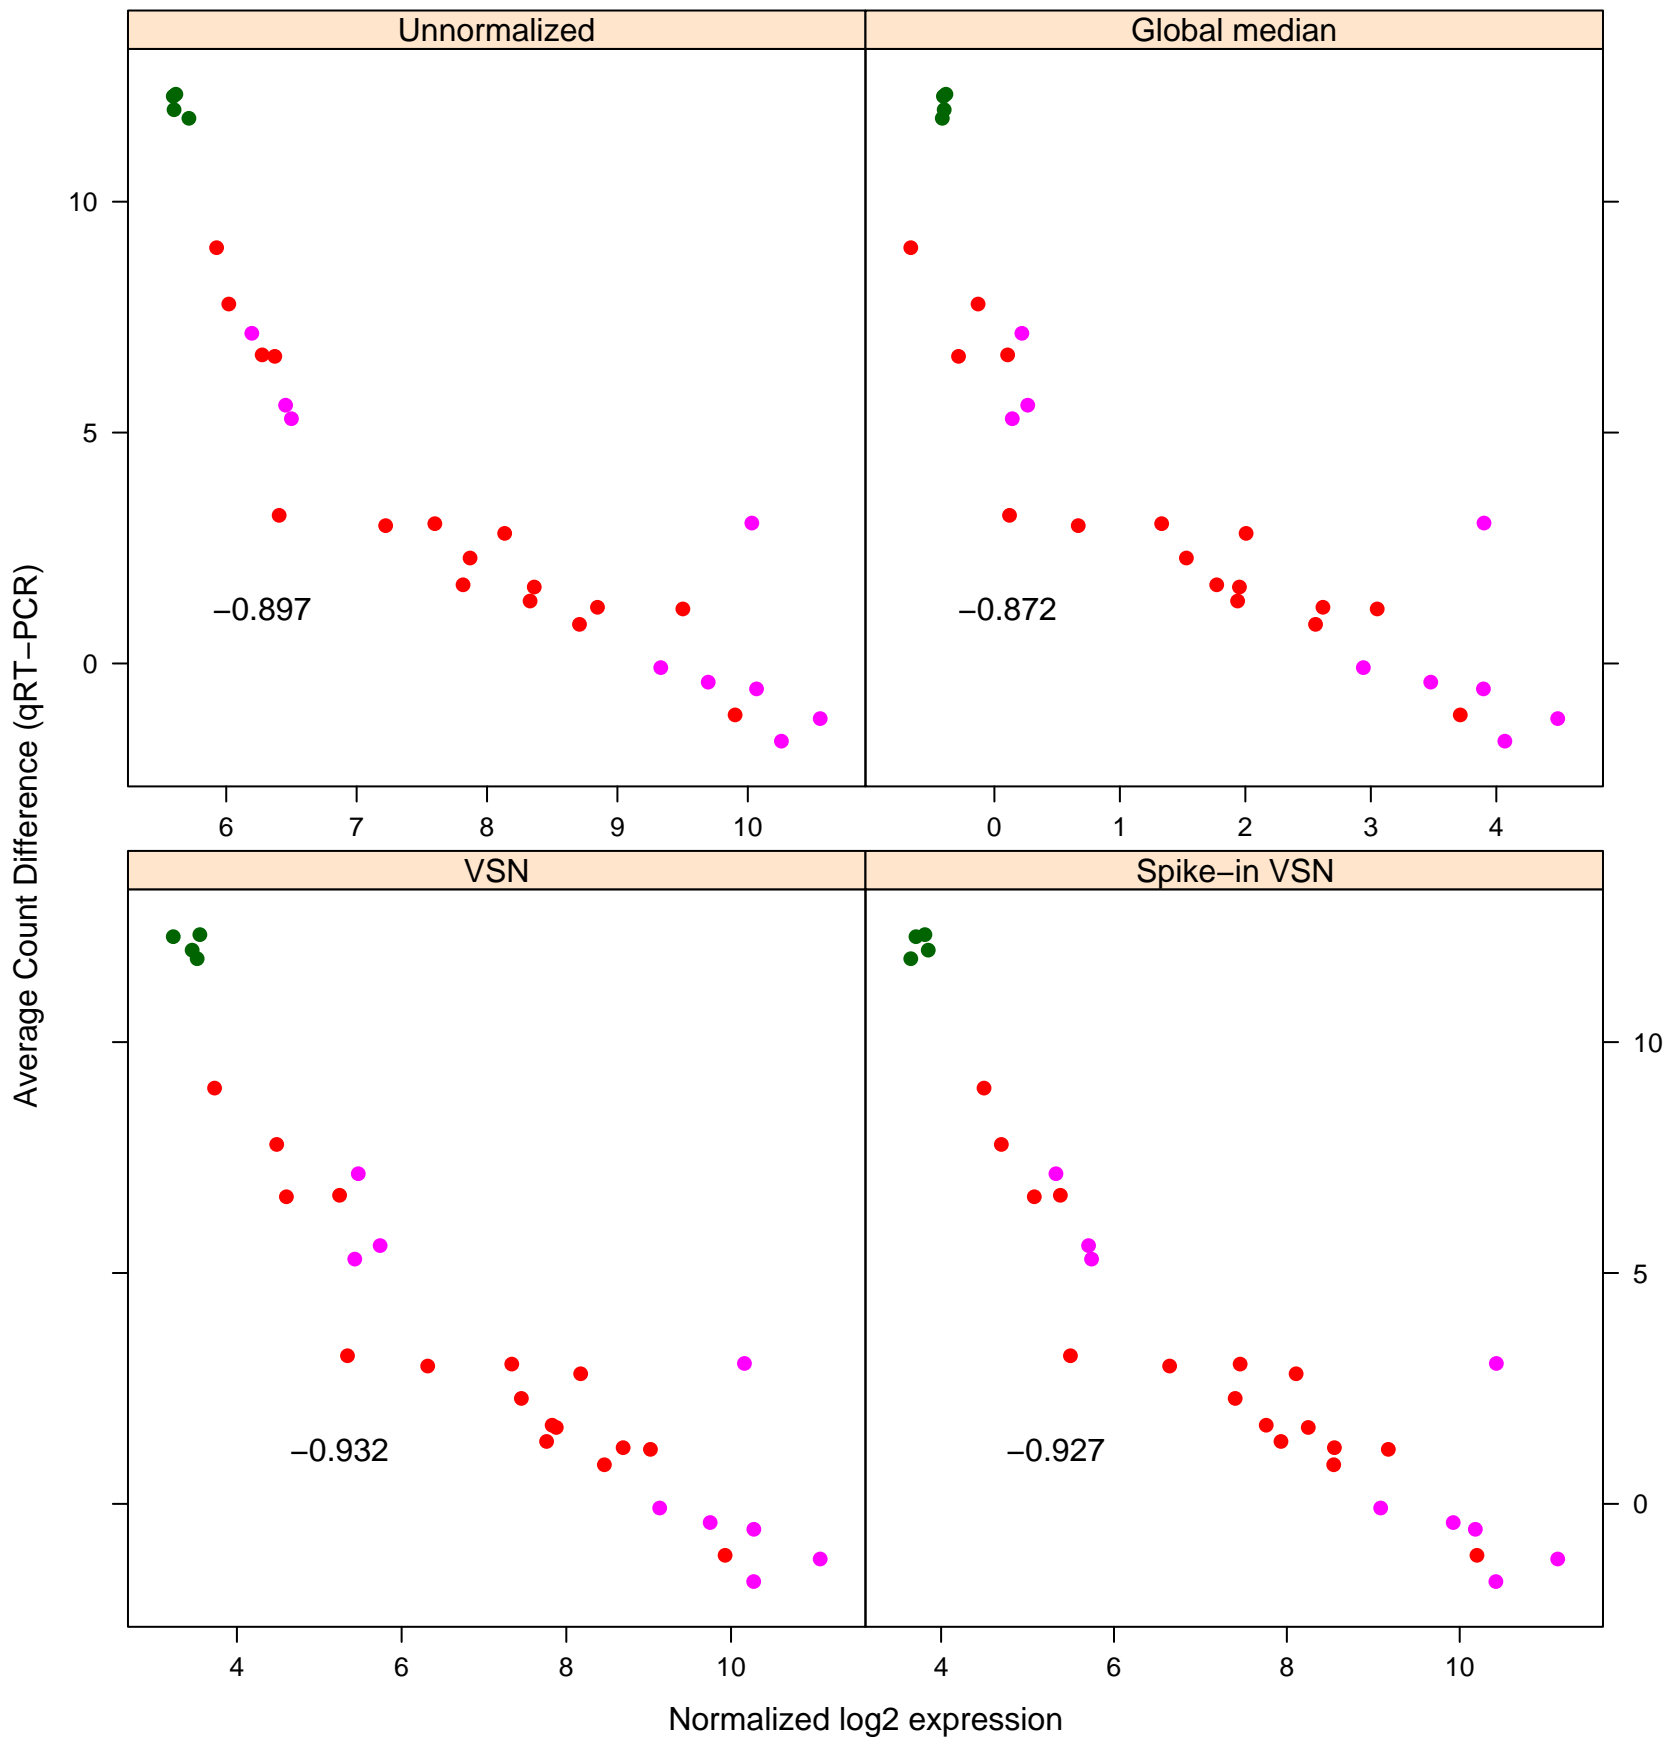 Unnormalized
Global median
10
5
0
−0.897
−0.872
6 7 8 9 10
0 1 2 3 4
Average Count Difference (qRT−PCR)
VSN
Spike−in VSN
10
5
0
−0.932
−0.927
4 6 8 10
4 6 8 10
Normalized log2 expression